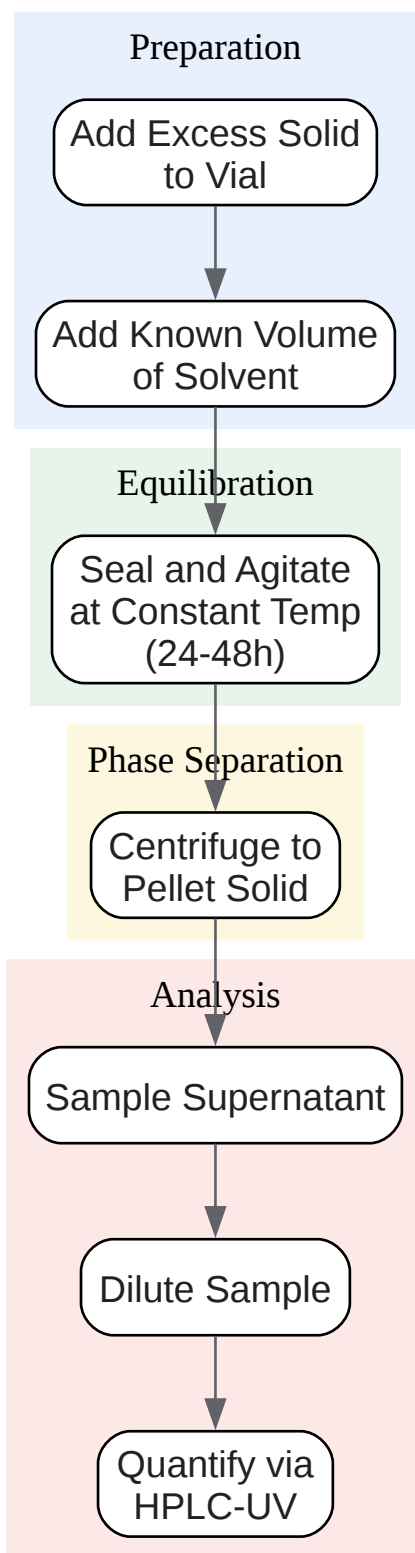 Preparation
Add Excess Solid
to Vial
Add Known Volume
of Solvent
Equilibration
Seal and Agitate
at Constant Temp
(24-48h)
Phase Separation
Centrifuge to
Pellet Solid
Analysis
Sample Supernatant
Dilute Sample
Quantify via
HPLC-UV